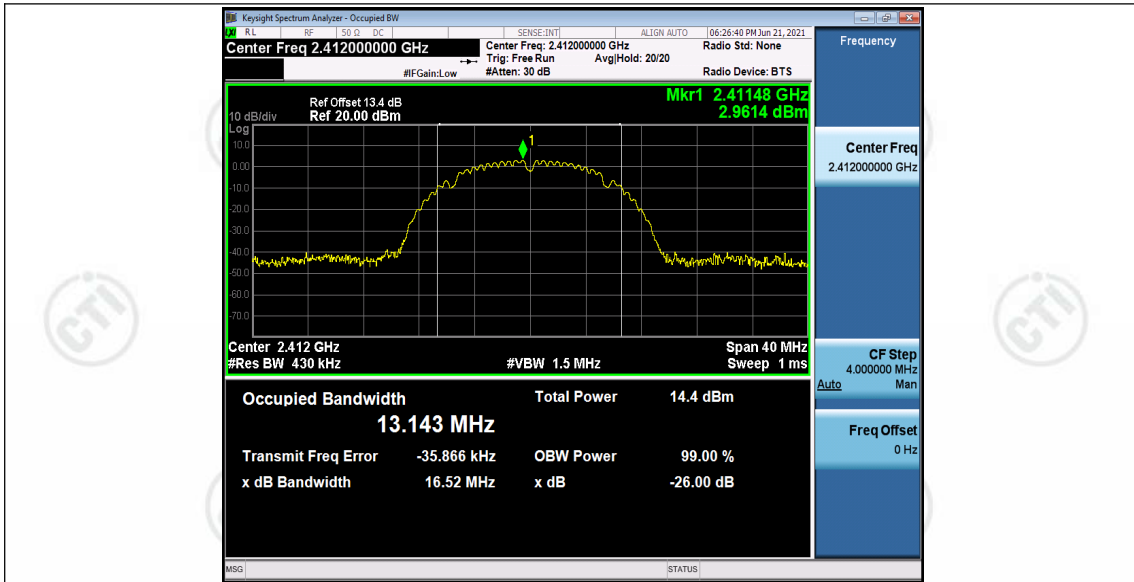 Keysight Spectrum Analyzer - Occupied BW
LXI RL RF 50 Ω DC SENSE:INT ALIGN AUTO 06:26:40 PM Jun 21, 2021
Center Freq 2.412000000 GHz
Center Freq: 2.412000000 GHz
Radio Std: None
Trig: Free Run Avg|Hold: 20/20
#IFGain:Low #Atten: 30 dB Radio Device: BTS
Frequency
Mkr1 2.41148 GHz
2.9614 dBm
Ref Offset 13.4 dB
10 dB/div Ref 20.00 dBm
Log
1
10.0
0.00
-10.0
-20.0
-30.0
-40.0
-50.0
-60.0
-70.0
Center Freq
2.412000000 GHz
Center 2.412 GHz Span 40 MHz
#Res BW 430 kHz #VBW 1.5 MHz Sweep 1 ms
CF Step
4.000000 MHz
Auto Man
Occupied Bandwidth Total Power 14.4 dBm
13.143 MHz
Freq Offset
0 Hz
Transmit Freq Error -35.866 kHz OBW Power 99.00 %
x dB Bandwidth 16.52 MHz x dB -26.00 dB
MSG STATUS
CTI
CTI